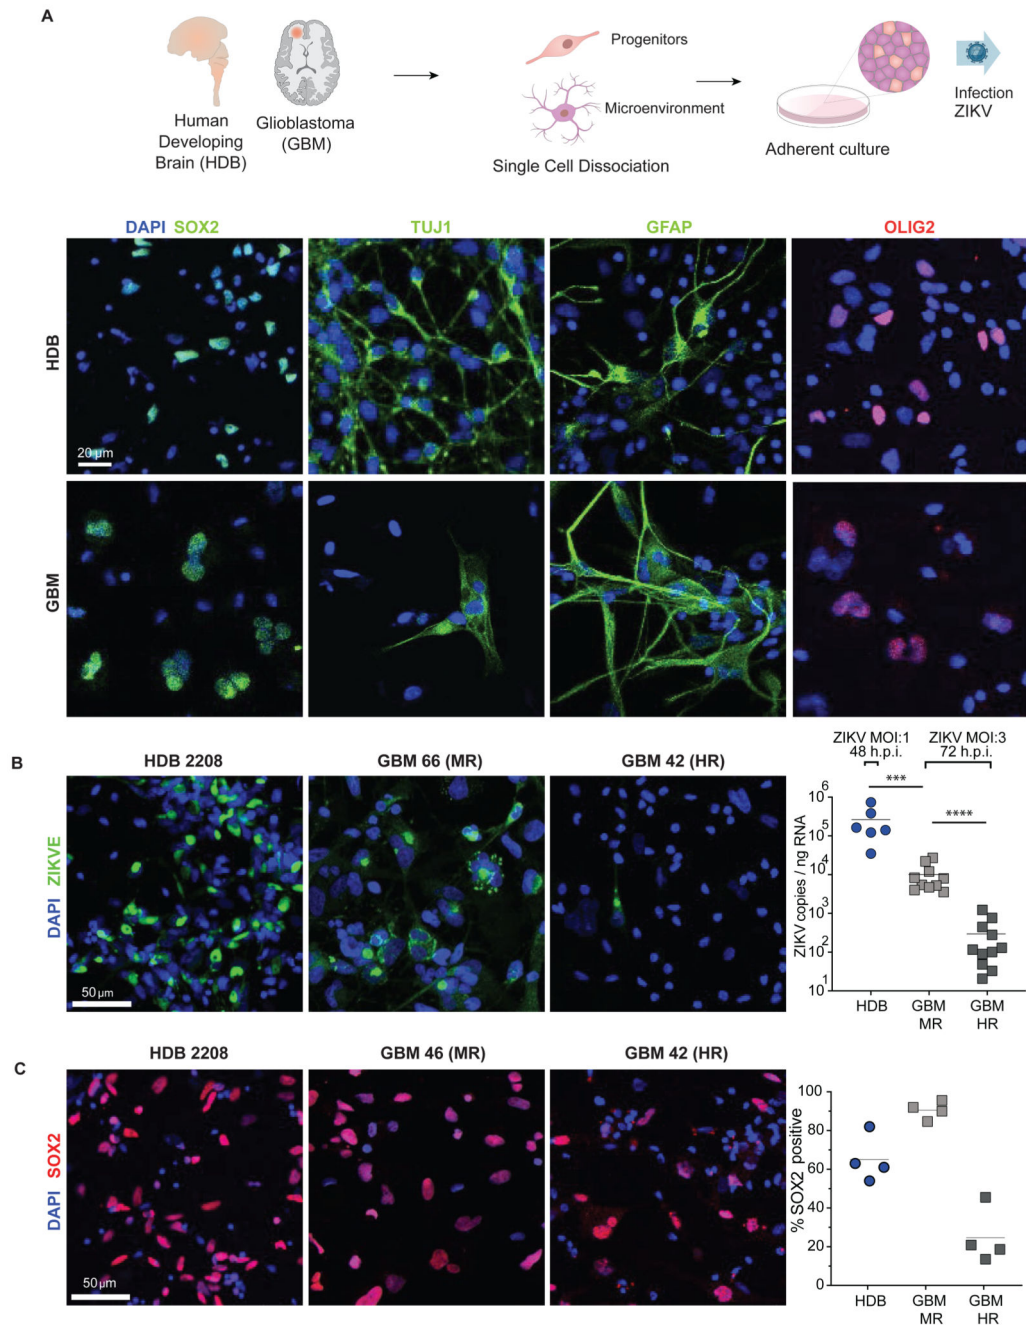 A
Human
Developing
Brain (HDB)
Glioblastoma
(GBM)
Progenitors
Microenvironment
Single Cell Dissociation
Adherent culture
Infection
ZIKV
DAPI SOX2
TUJ1
GFAP
OLIG2
HDB
20 µm
GBM
B
HDB 2208
GBM 66 (MR)
GBM 42 (HR)
DAPI ZIKVE
50 µm
ZIKV MOI:1
48 h.p.i.
ZIKV MOI:3
72 h.p.i.
***
****
ZIKV copies / ng RNA
10 6
10 5
10 4
10 3
10 2
10 1
HDB
GBM
MR
GBM
HR
C
HDB 2208
GBM 46 (MR)
GBM 42 (HR)
DAPI SOX2
50 µm
% SOX2 positive
100
80
60
40
20
0
HDB
GBM
MR
GBM
HR